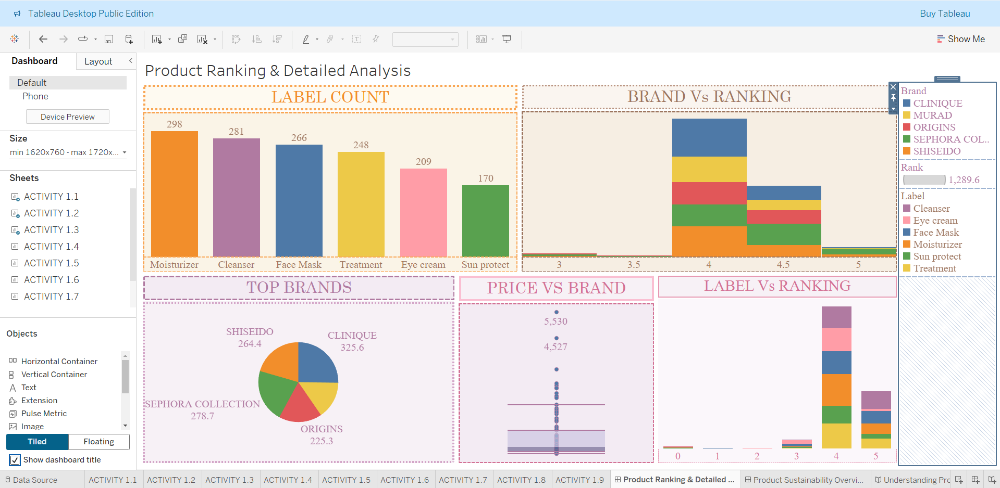 Tableau Desktop Public Edition
Buy Tableau
Show Me
Dashboard
Layout
Default
Phone
Device Preview
Size
min 1620x760 - max 1720x...
Sheets
ACTIVITY 1.1
ACTIVITY 1.2
ACTIVITY 1.3
ACTIVITY 1.4
ACTIVITY 1.5
ACTIVITY 1.6
ACTIVITY 1.7
Objects
Horizontal Container
Vertical Container
Text
Extension
Pulse Metric
Image
Tiled
Floating
Show dashboard title
Product Ranking & Detailed Analysis
LABEL COUNT
298
281
266
248
209
170
Moisturizer
Cleanser
Face Mask
Treatment
Eye cream
Sun protect
BRAND Vs RANKING
3
3.5
4
4.5
5
TOP BRANDS
SHISEIDO
264.4
CLINIQUE
325.6
SEPHORA COLLECTION
278.7
ORIGINS
225.3
PRICE VS BRAND
5,530
4,527
LABEL Vs RANKING
0
1
2
3
4
5
Brand
CLINIQUE
MURAD
ORIGINS
SEPHORA COL..
SHISEIDO
Rank
1,289.6
Label
Cleanser
Eye cream
Face Mask
Moisturizer
Sun protect
Treatment
Data Source
ACTIVITY 1.1
ACTIVITY 1.2
ACTIVITY 1.3
ACTIVITY 1.4
ACTIVITY 1.5
ACTIVITY 1.6
ACTIVITY 1.7
ACTIVITY 1.8
ACTIVITY 1.9
Product Ranking & Detailed ...
Product Sustainability Overvi...
Understanding Prc